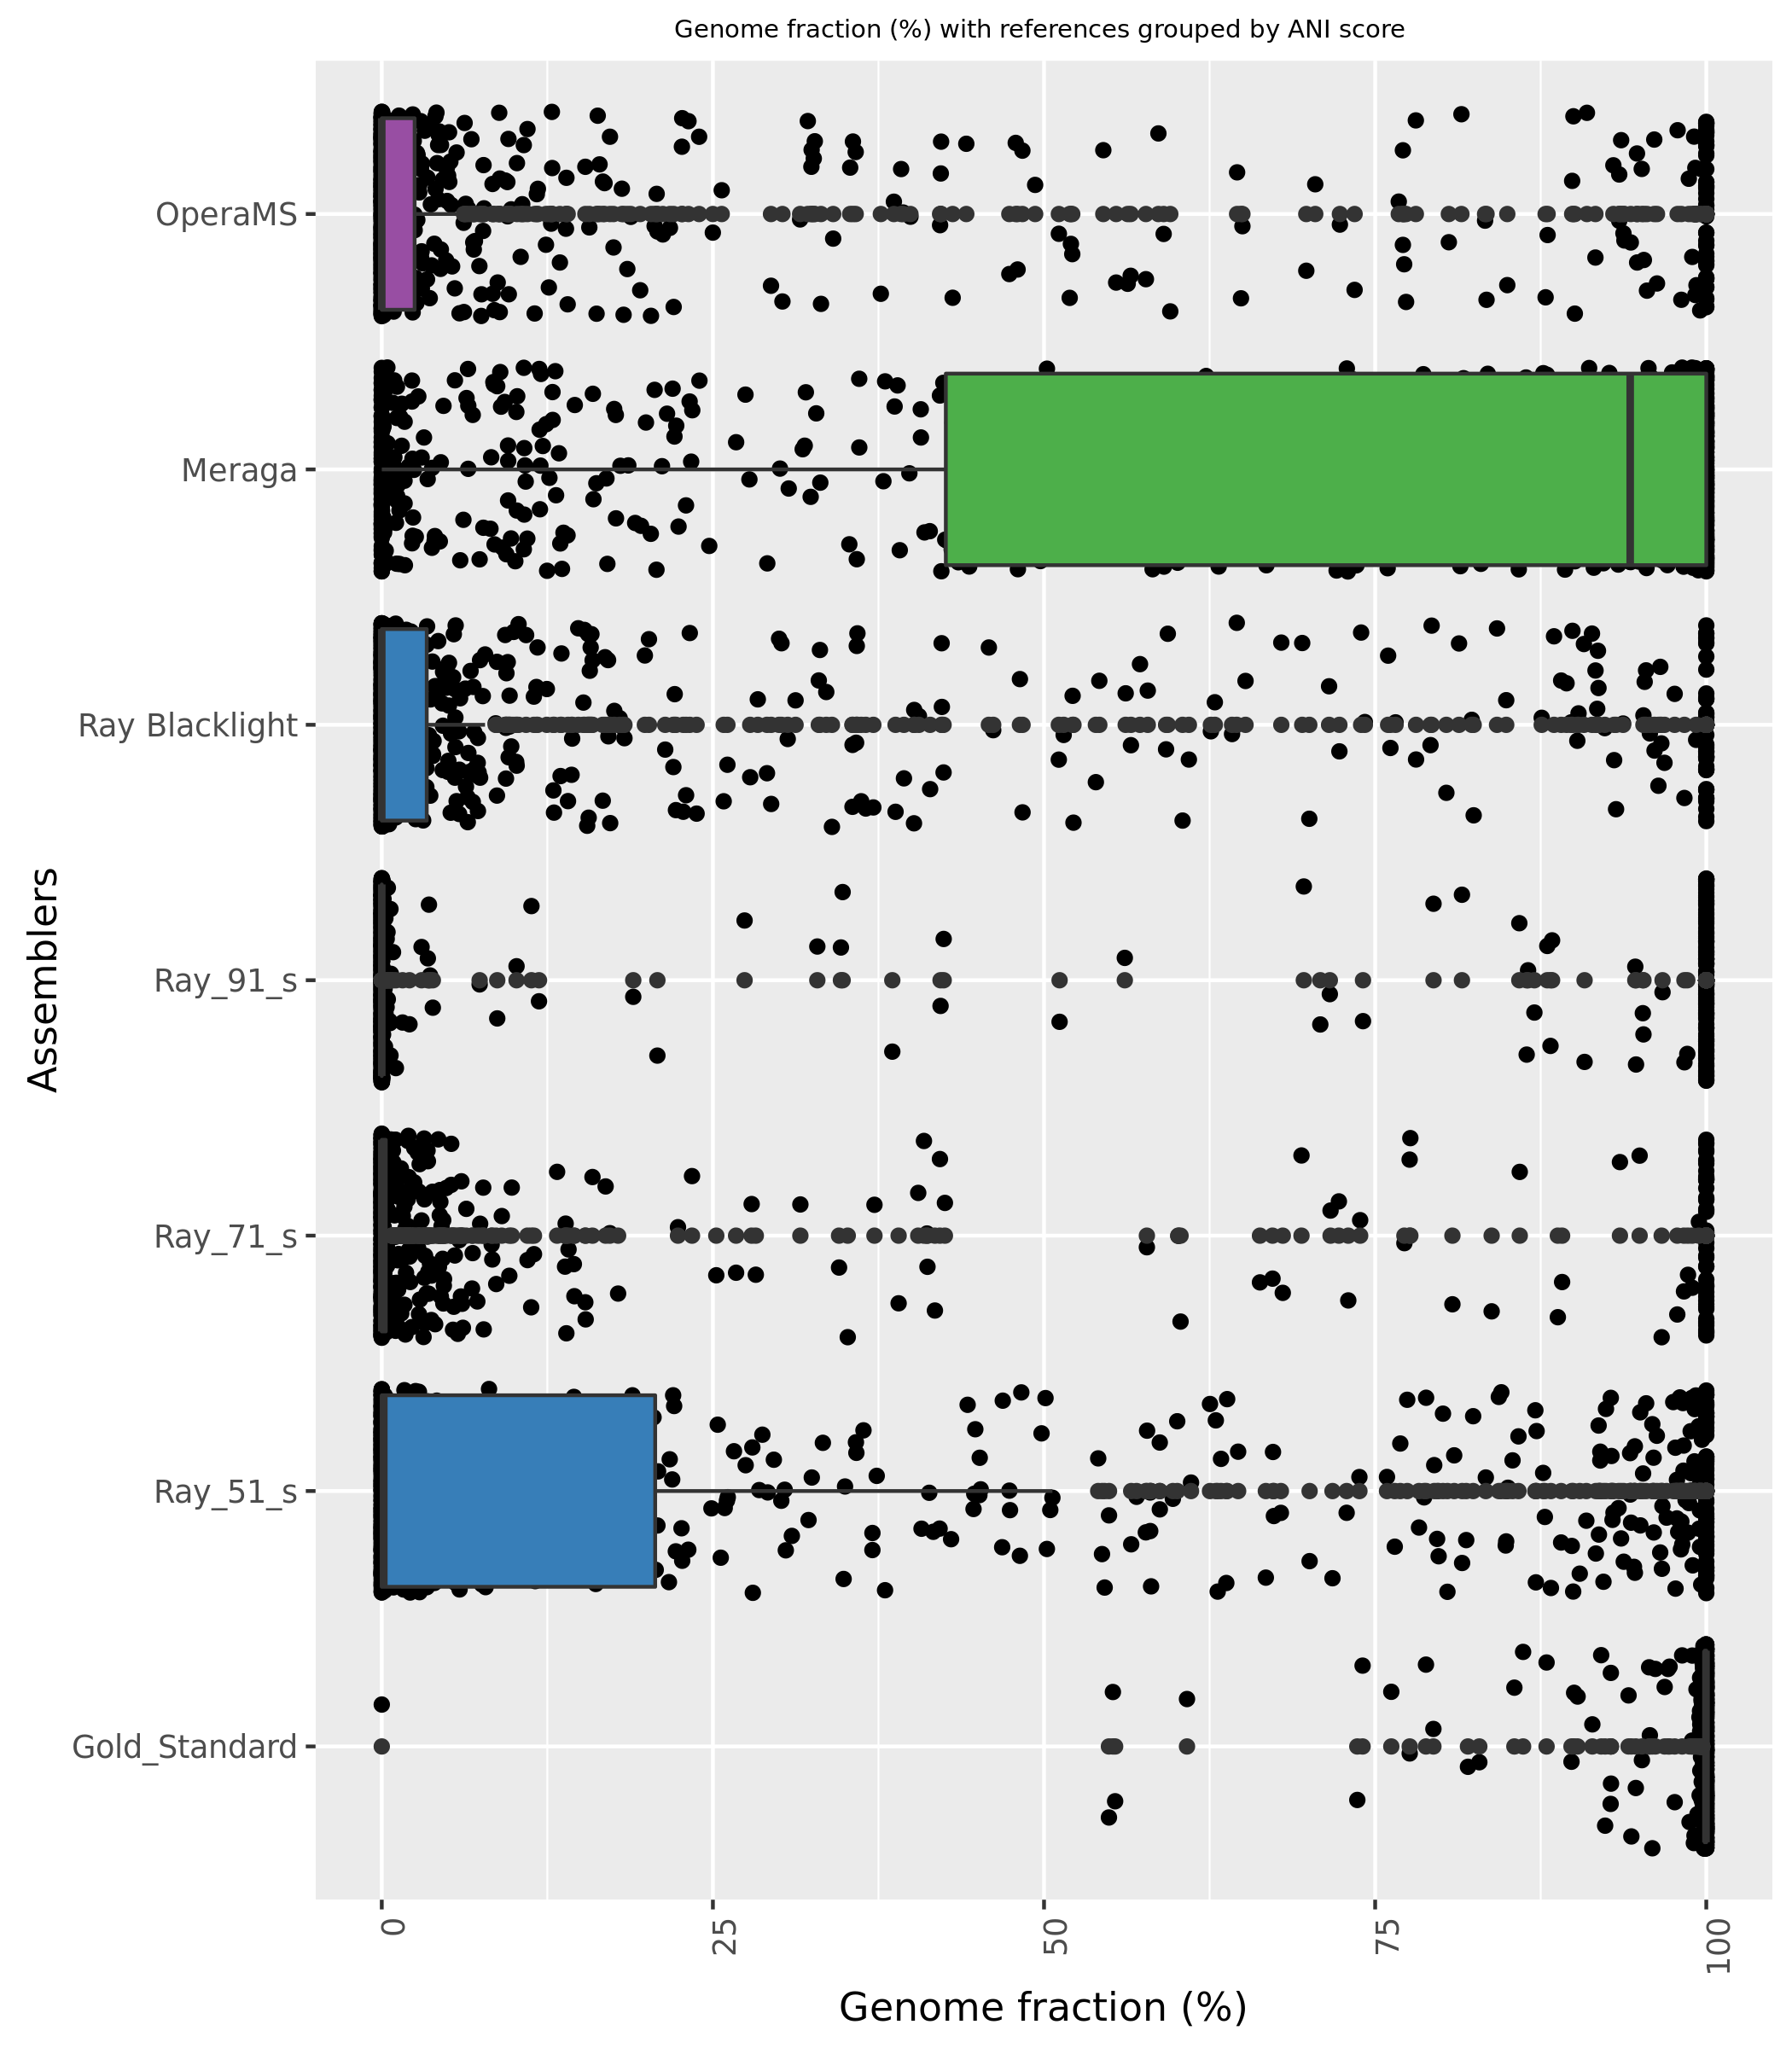 Genome fraction (%) with references grouped by ANI score
OperaMS
Meraga
Ray Blacklight
Ray_91_s
Ray_71_s
Ray_51_s
Gold_Standard
Assemblers
0
25
50
75
100
Genome fraction (%)